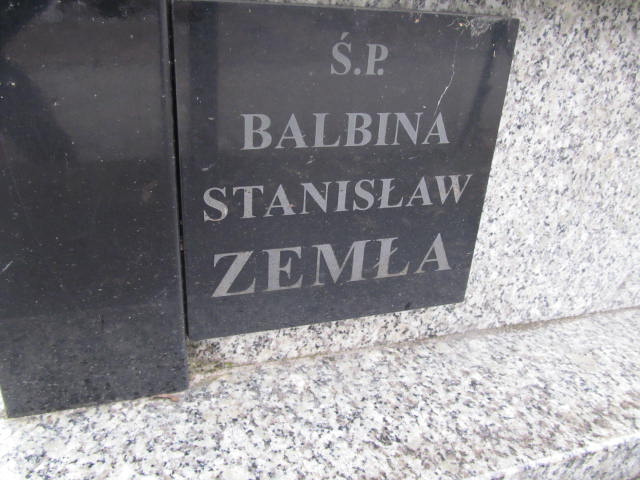 Ś.P.
BALBINA
STANISŁAW
ZEMŁA